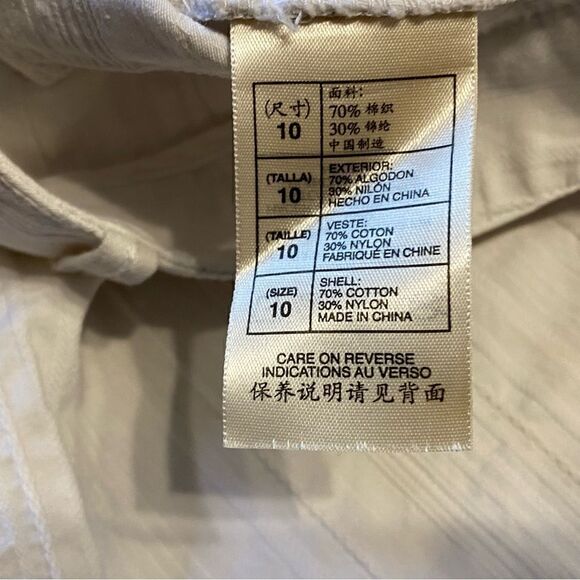 (尺寸)
10
面料:
70% 棉织
30% 锦纶
中国制造
(TALLA)
10
EXTERIOR:
70% ALGODON
30% NILÓN
HECHO EN CHINA
(TAILLE)
10
VESTE:
70% COTON
30% NYLON
FABRIQUÉ EN CHINE
(SIZE)
10
SHELL:
70% COTTON
30% NYLON
MADE IN CHINA
CARE ON REVERSE
INDICATIONS AU VERSO
保养说明请见背面